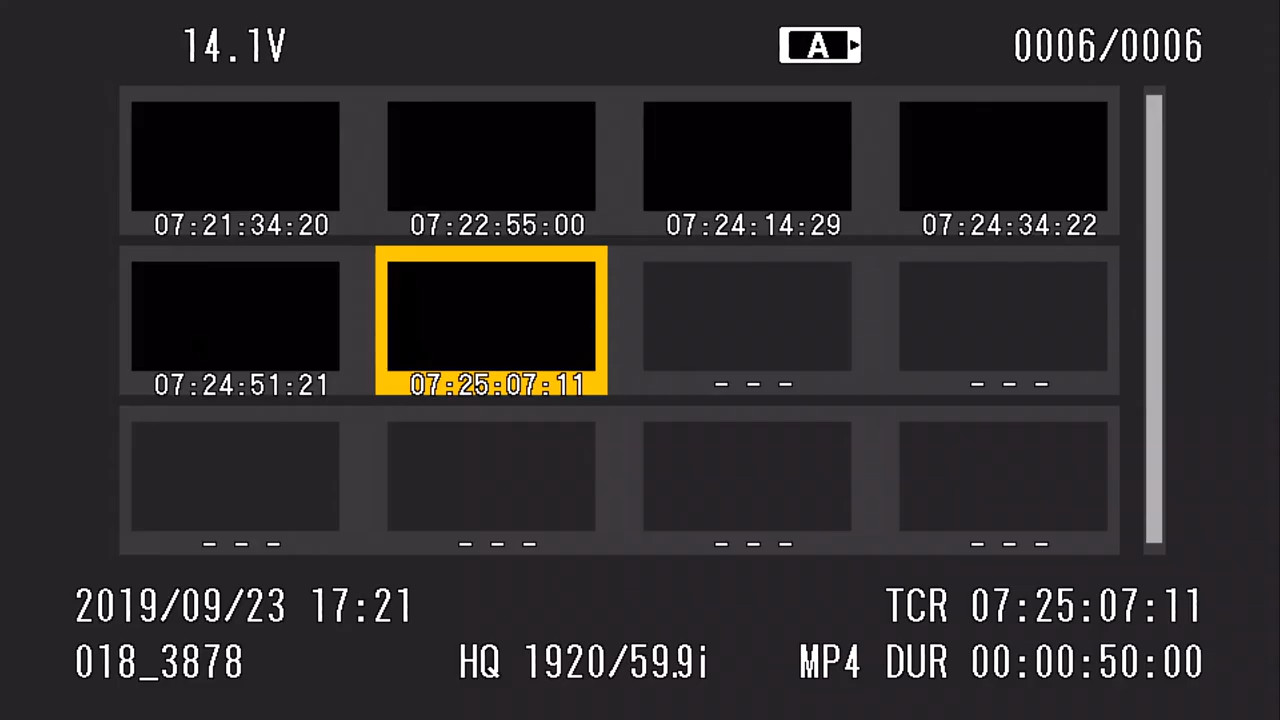 14.1V A 0006/0006
07:21:34:20 07:22:55:00 07:24:14:29 07:24:34:22
07:24:51:21 07:25:07:11 --- ---
--- --- --- ---
2019/09/23 17:21 TCR 07:25:07:11
018_3878 HQ 1920/59.9i MP4 DUR 00:00:50:00